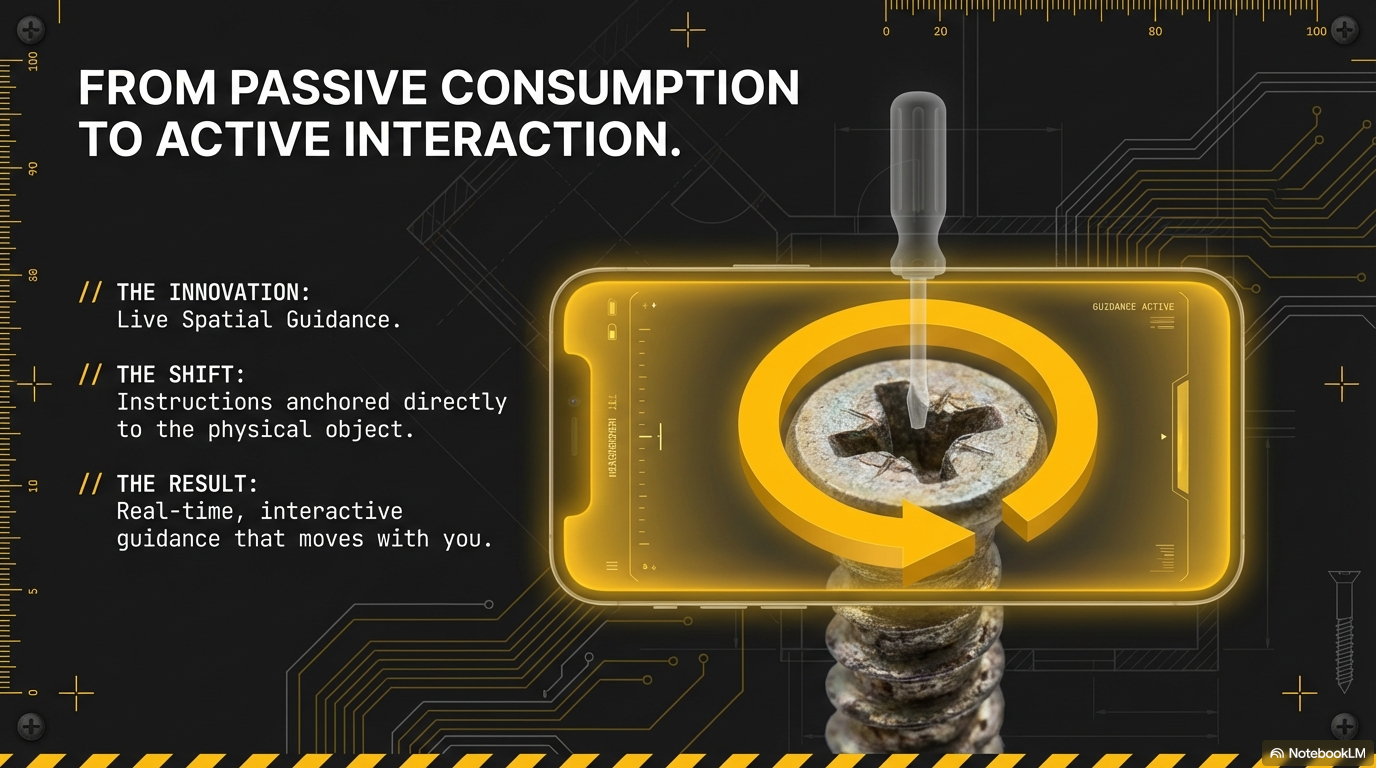 0 20 80 100
100
90
80
10
5
0
FROM PASSIVE CONSUMPTION
TO ACTIVE INTERACTION.
// THE INNOVATION:
Live Spatial Guidance.
// THE SHIFT:
Instructions anchored directly
to the physical object.
// THE RESULT:
Real-time, interactive
guidance that moves with you.
GUIDANCE ACTIVE
NotebookLM